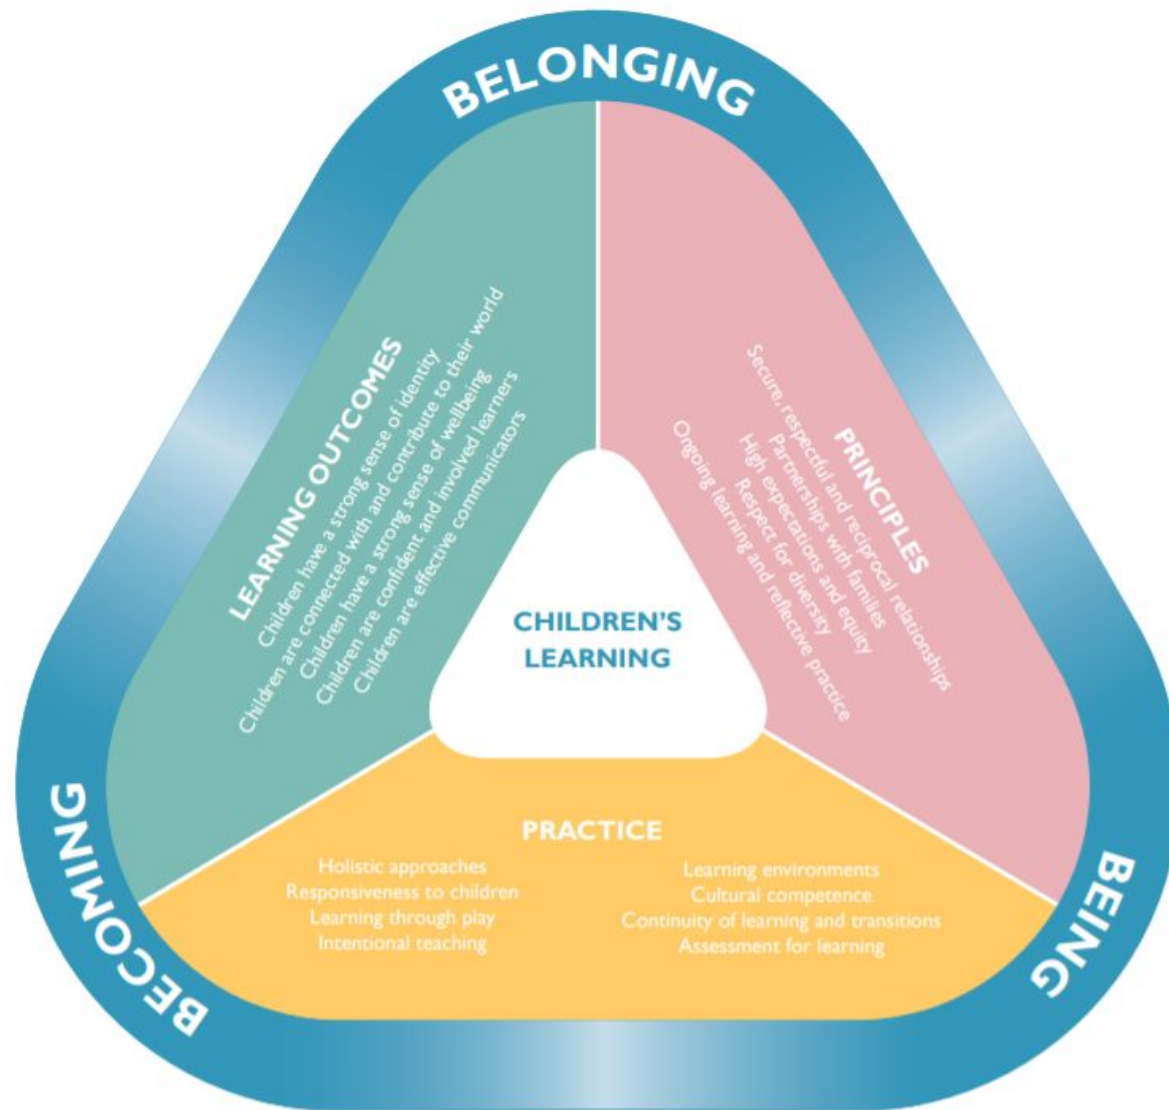 BELONGING
LEARNING OUTCOMES
Children have a strong sense of identity
Children are connected with and contribute to their world
Children have a strong sense of wellbeing
Children are confident and involved learners
Children are effective communicators
PRINCIPLES
Secure, respectful and reciprocal relationships
Partnerships with families
High expectations and equity
Respect for diversity
Ongoing learning and reflective practice
CHILDREN'S
LEARNING
PRACTICE
Holistic approaches
Responsiveness to children
Learning through play
Intentional teaching
Learning environments
Cultural competence
Continuity of learning and transitions
Assessment for learning
BECOMING
BEING